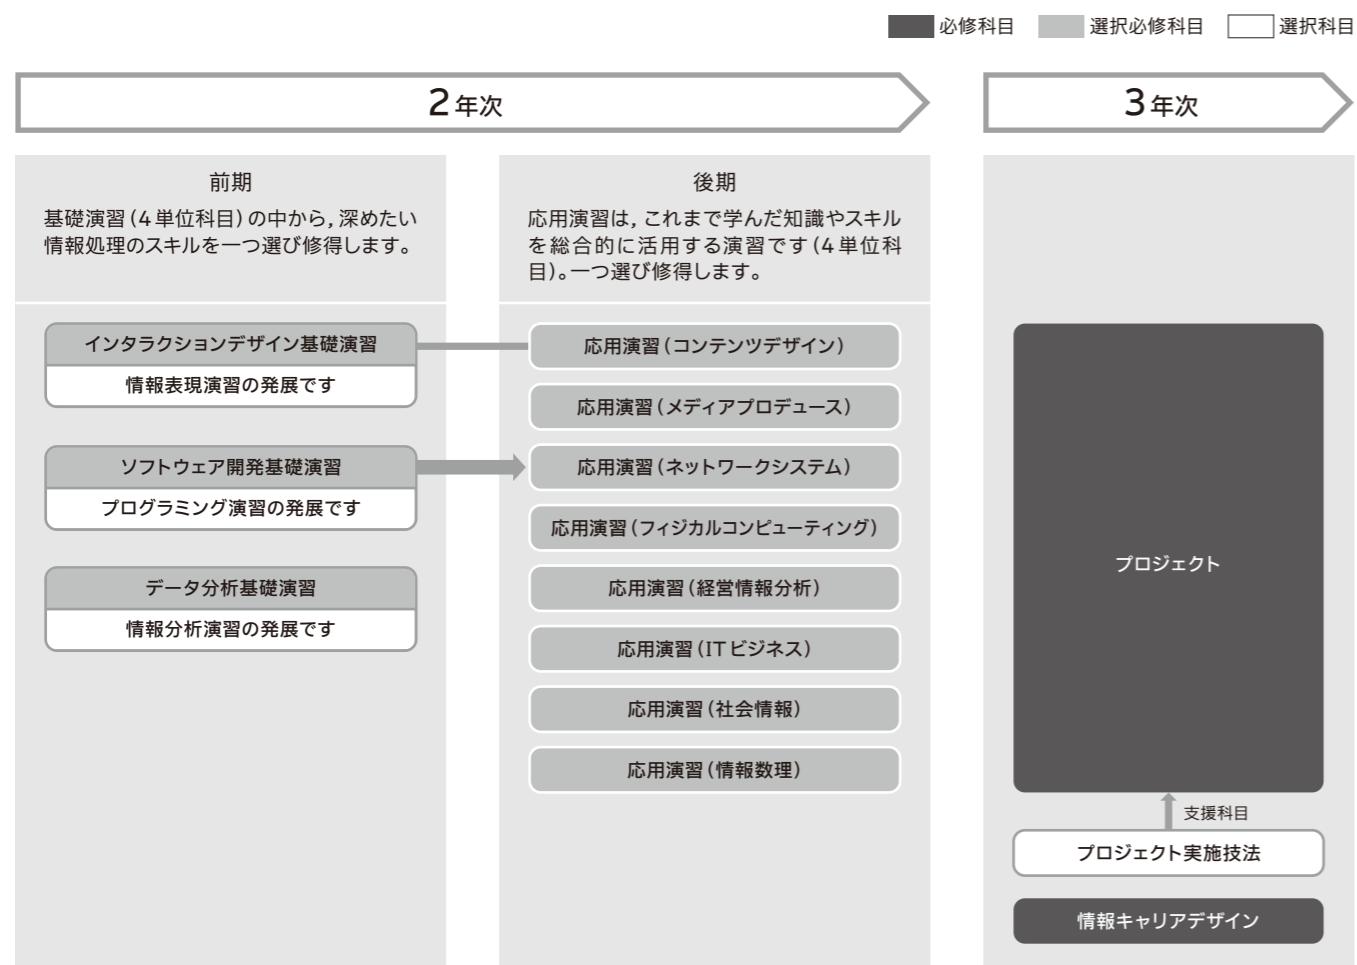 必修科目 選択必修科目 選択科目
2年次
3年次
前期
基礎演習(4単位科目)の中から,深めたい
情報処理のスキルを一つ選び修得します。
インタラクションデザイン基礎演習
情報表現演習の発展です
ソフトウェア開発基礎演習
プログラミング演習の発展です
データ分析基礎演習
情報分析演習の発展です
後期
応用演習は,これまで学んだ知識やスキル
を総合的に活用する演習です(4単位科
目)。一つ選び修得します。
応用演習(コンテンツデザイン)
応用演習(メディアプロデュース)
応用演習(ネットワークシステム)
応用演習(フィジカルコンピューティング)
応用演習(経営情報分析)
応用演習(ITビジネス)
応用演習(社会情報)
応用演習(情報数理)
プロジェクト
支援科目
プロジェクト実施技法
情報キャリアデザイン